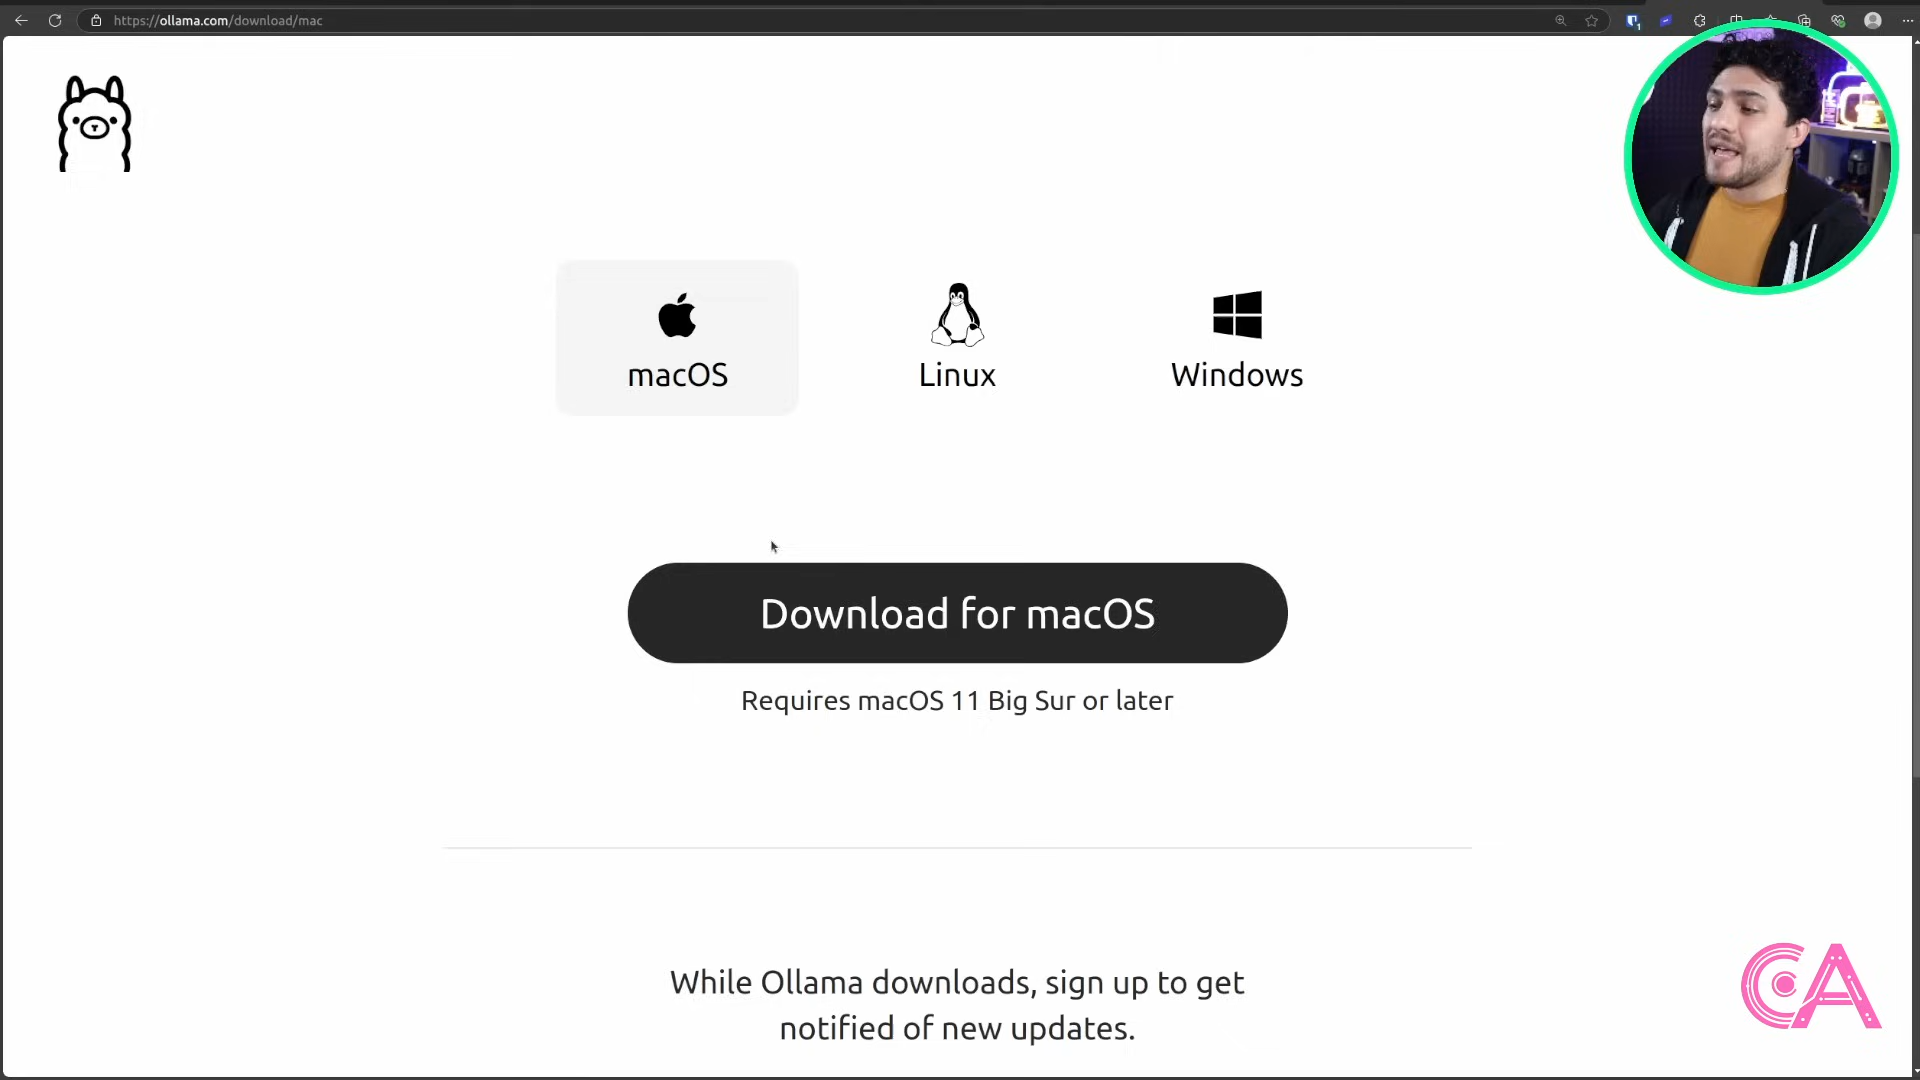 https://ollama.com/download/mac
macOS
Linux
Windows
Download for macOS
Requires macOS 11 Big Sur or later
While Ollama downloads, sign up to get
notified of new updates.
CA